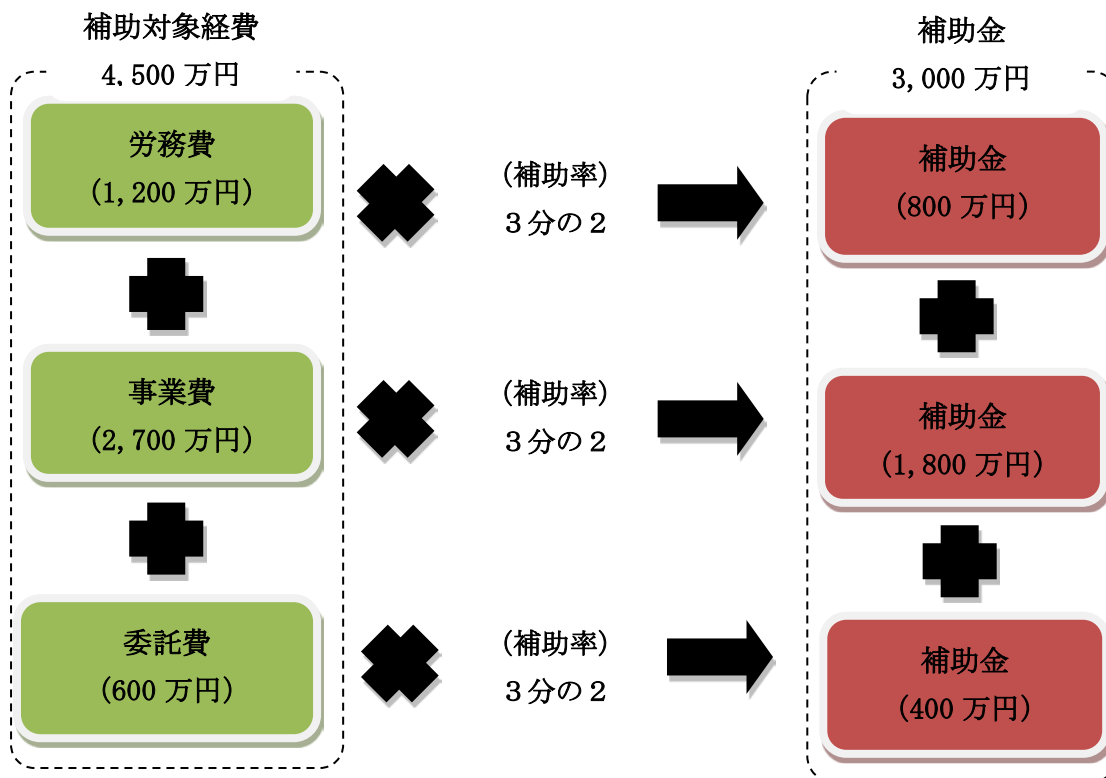 補助対象経費
4,500 万円
補助金
3,000 万円
労務費
(1,200 万円)
(補助率)
３分の２
補助金
(800 万円)
事業費
(2,700 万円)
(補助率)
３分の２
補助金
(1,800 万円)
委託費
(600 万円)
(補助率)
３分の２
補助金
(400 万円)